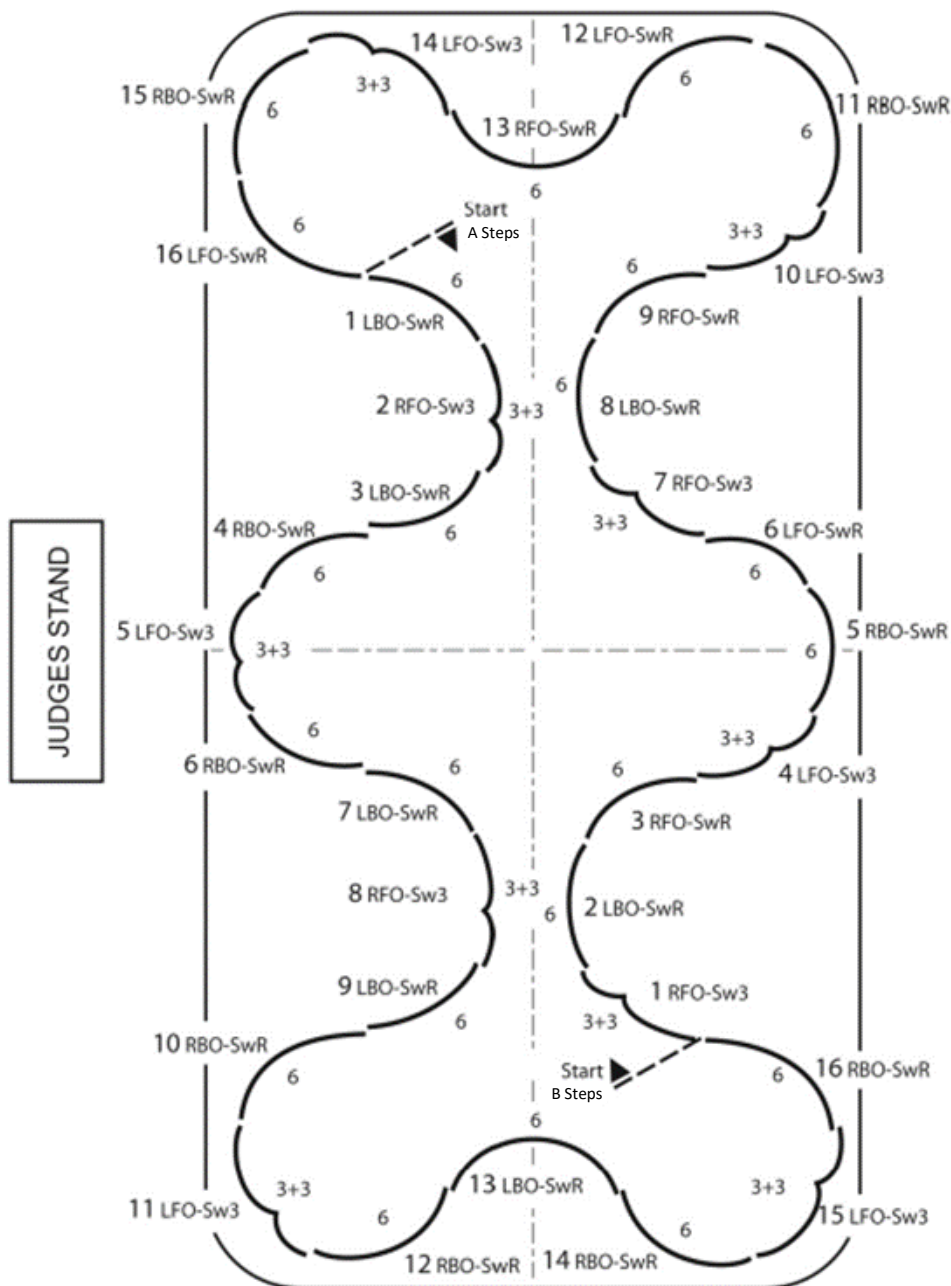 14 LFO-Sw3
12 LFO-SwR
15 RBO-SwR
6
3+3
6
11 RBO-SwR
13 RFO-SwR
6
6
Start
A Steps
6
3+3
16 LFO-SwR
6
6
10 LFO-Sw3
1 LBO-SwR
9 RFO-SwR
6
2 RFO-Sw3
3+3
8 LBO-SwR
3 LBO-SwR
7 RFO-Sw3
4 RBO-SwR
6
3+3
6 LFO-SwR
6
6
JUDGES STAND
5 LFO-Sw3
3+3
5 RBO-SwR
6
6
3+3
6 RBO-SwR
6
6
4 LFO-Sw3
7 LBO-SwR
3 RFO-SwR
8 RFO-Sw3
3+3
6
2 LBO-SwR
9 LBO-SwR
1 RFO-Sw3
6
3+3
10 RBO-SwR
6
Start
B Steps
6
16 RBO-SwR
6
3+3
13 LBO-SwR
3+3
11 LFO-Sw3
6
6
15 LFO-Sw3
12 RBO-SwR
14 RBO-SwR